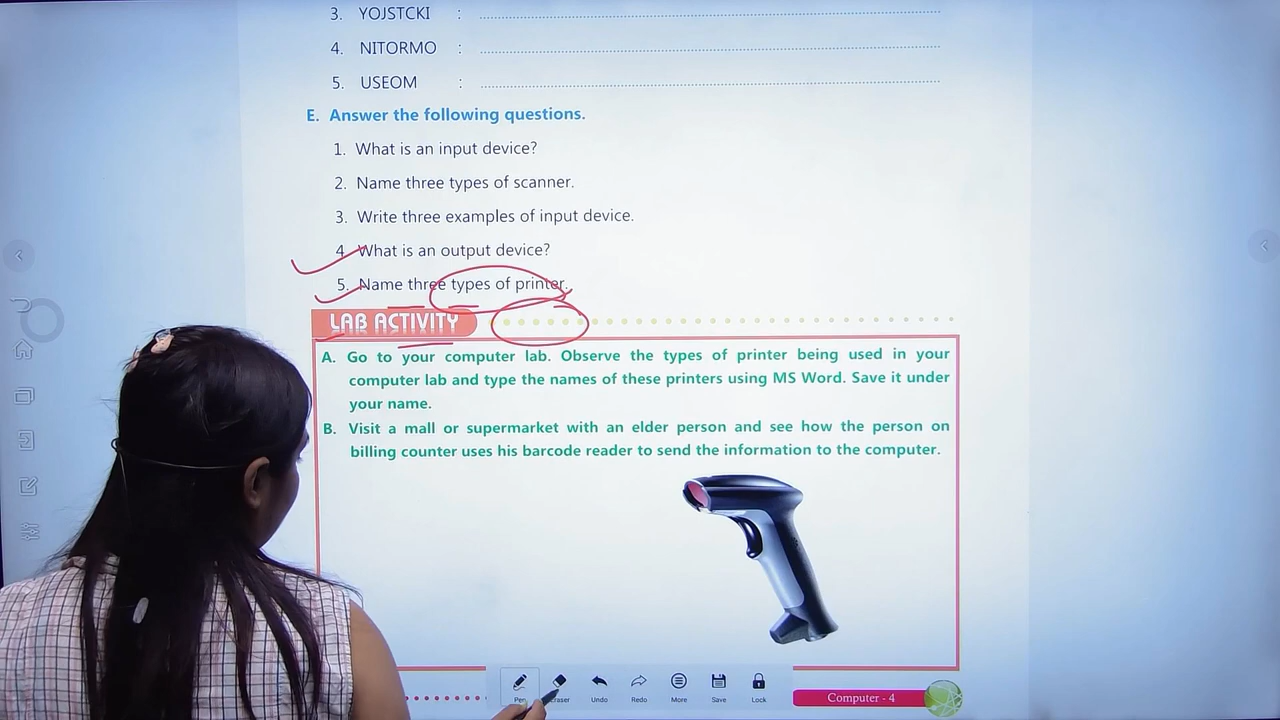 3. YOJSTCKI : ........................................
4. NITORMO : ........................................
5. USEOM : ........................................
E. Answer the following questions.
1. What is an input device?
2. Name three types of scanner.
3. Write three examples of input device.
4. What is an output device?
5. Name three types of printer.
LAB ACTIVITY
A. Go to your computer lab. Observe the types of printer being used in your
computer lab and type the names of these printers using MS Word. Save it under
your name.
B. Visit a mall or supermarket with an elder person and see how the person on
billing counter uses his barcode reader to send the information to the computer.
Pen Eraser Undo Redo More Save Lock
Computer - 4